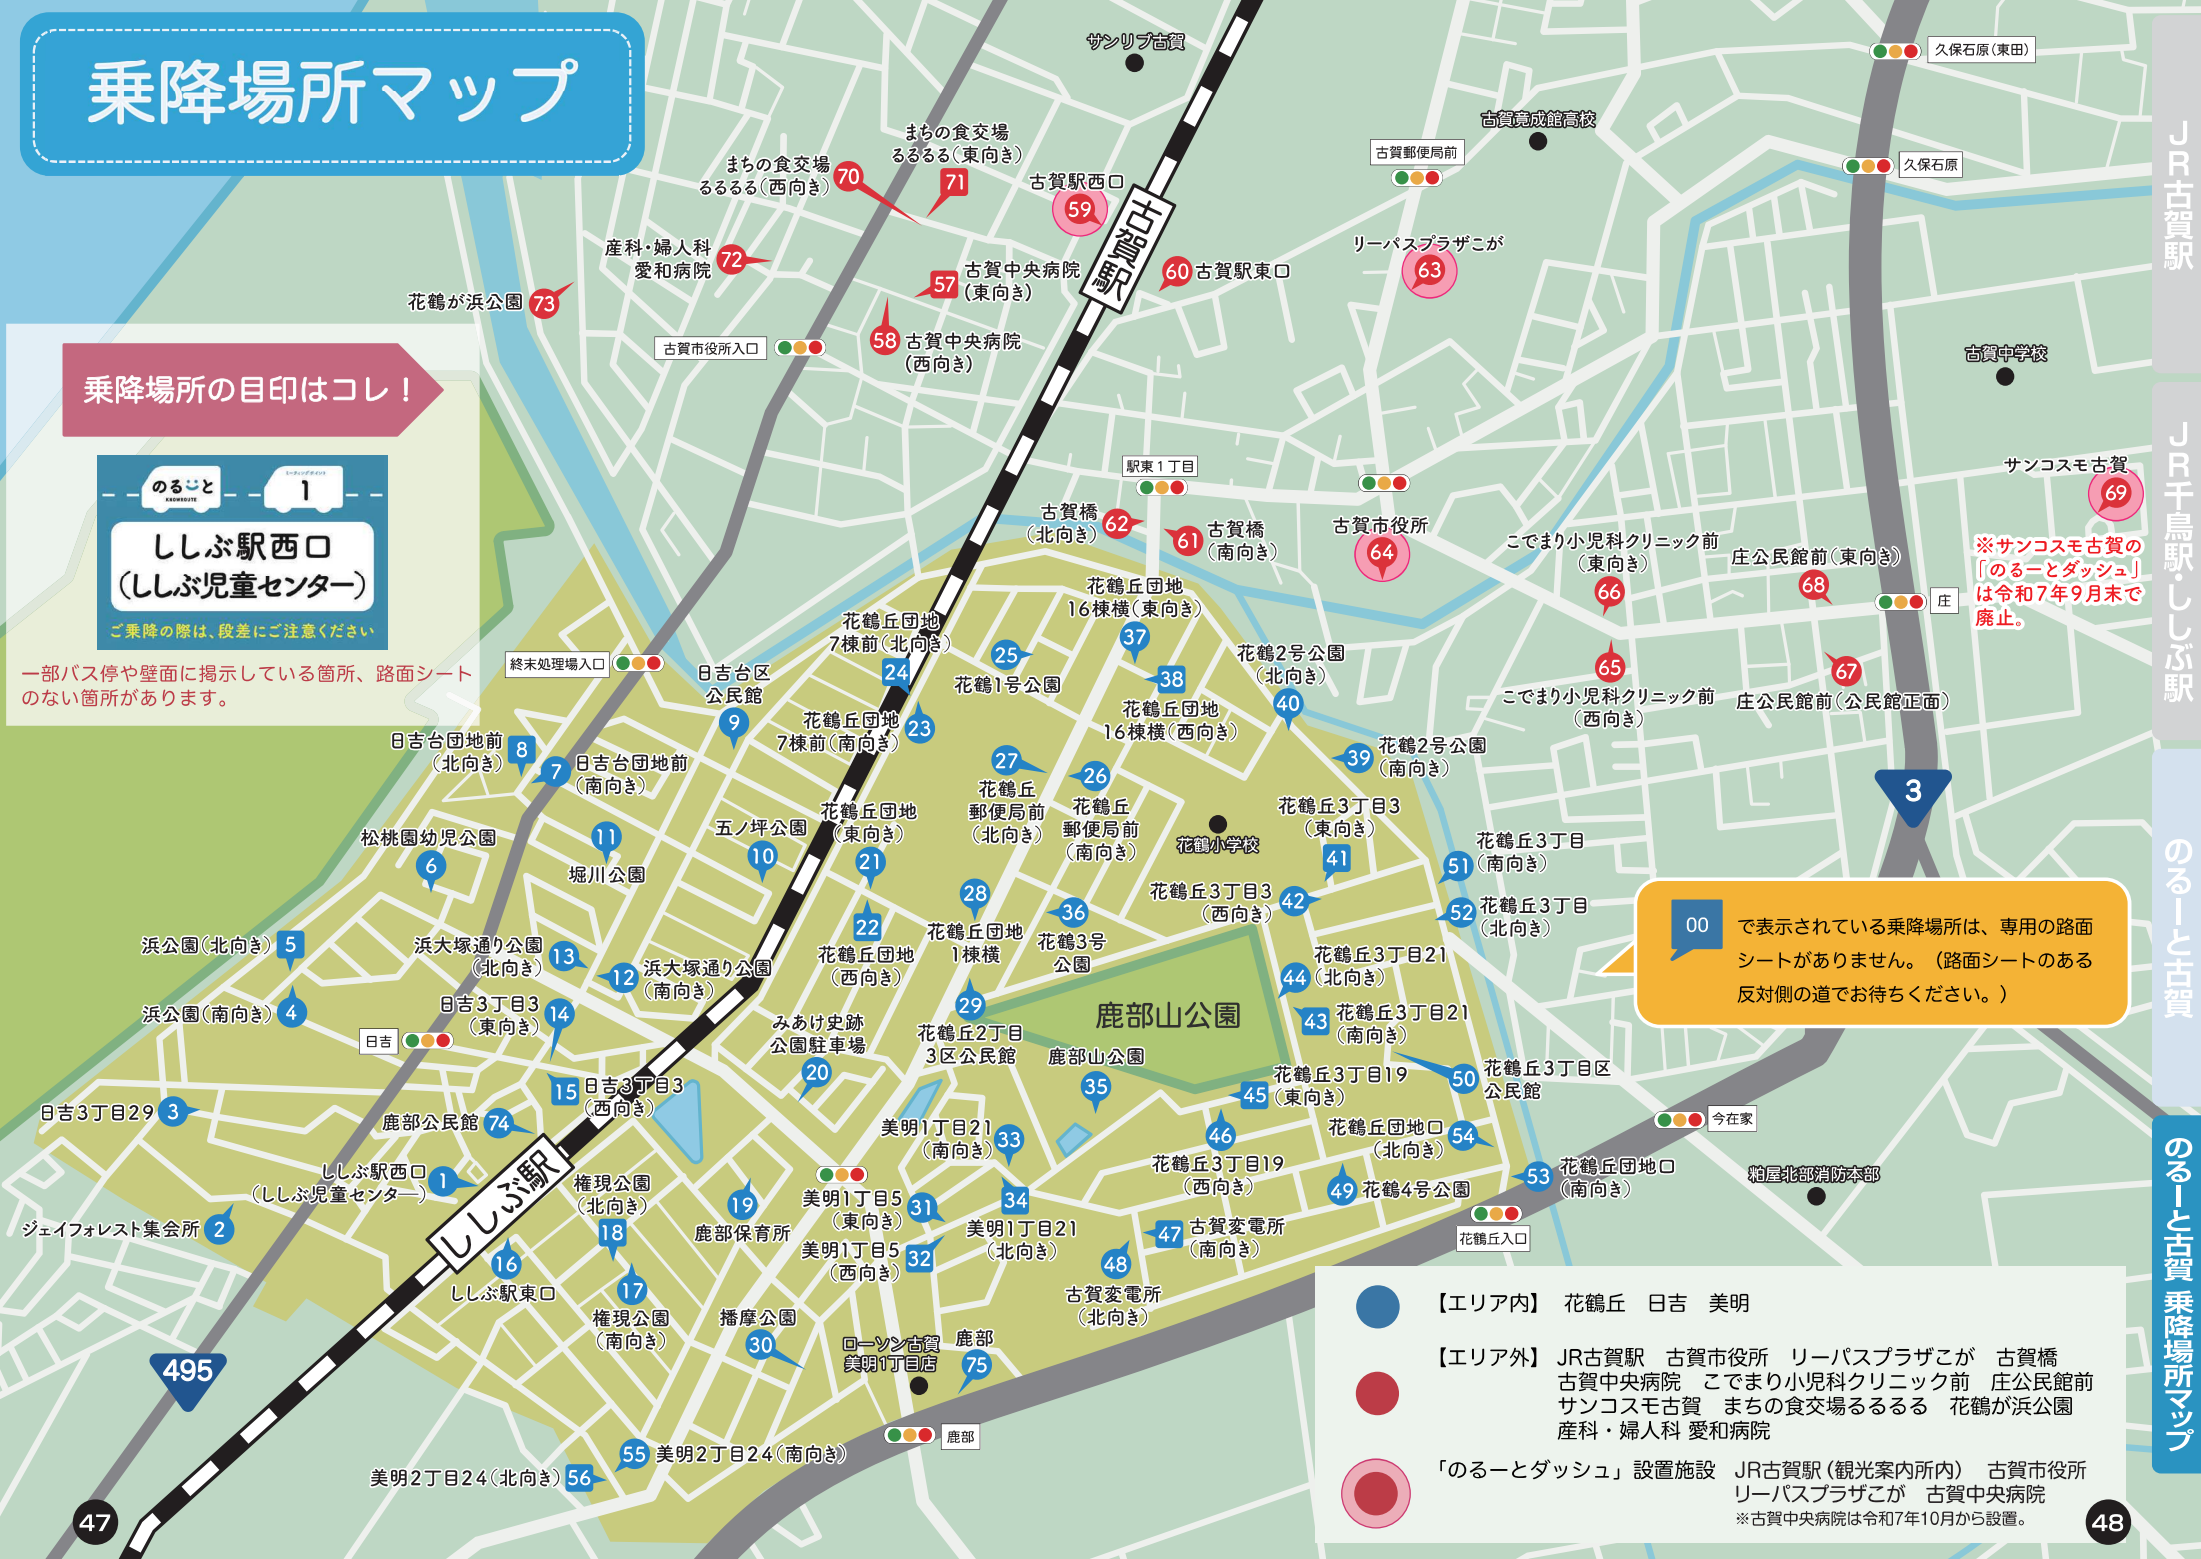 乗降場所マップ
サンリブ古賀
久保石原(東田)
古賀竟成館高校
まちの食交場
るるるる(東向き)
71
まちの食交場
るるるる(西向き)
70
古賀郵便局前
久保石原
古賀駅西口
59
古賀駅
産科・婦人科
愛和病院
72
古賀中央病院
(東向き)
57
60
古賀駅東口
リーパスプラザこが
63
花鶴が浜公園
73
58
古賀中央病院
(西向き)
古賀市役所入口
古賀中学校
乗降場所の目印はコレ!
のるーと
KNOWROUTE
ミーティングポイント
1
ししぶ駅西口
(ししぶ児童センター)
ご乗降の際は、段差にご注意ください
一部バス停や壁面に掲示している箇所、路面シート
のない箇所があります。
駅東1丁目
サンコスモ古賀
69
※サンコスモ古賀の
「のるーとダッシュ」
は令和7年9月末で
廃止。
古賀橋
(北向き)
62
61
古賀橋
(南向き)
古賀市役所
64
こでまり小児科クリニック前
(東向き)
66
庄公民館前(東向き)
68
庄
65
こでまり小児科クリニック前
(西向き)
67
庄公民館前(公民館正面)
花鶴丘団地
16棟横(東向き)
37
花鶴丘団地
7棟前(北向き)
24
25
花鶴1号公園
38
花鶴丘団地
16棟横(西向き)
花鶴2号公園
(北向き)
40
終末処理場入口
日吉台区
公民館
9
花鶴丘団地
7棟前(南向き)
23
39
花鶴2号公園
(南向き)
日吉台団地前
(北向き)
8
7
日吉台団地前
(南向き)
27
花鶴丘
郵便局前
(北向き)
26
花鶴丘
郵便局前
(南向き)
花鶴小学校
3
花鶴丘3丁目3
(東向き)
41
松桃園幼児公園
6
11
堀川公園
五ノ坪公園
10
花鶴丘団地
(東向き)
21
51
花鶴丘3丁目
(南向き)
花鶴丘3丁目3
(西向き)
42
52
花鶴丘3丁目
(北向き)
00
で表示されている乗降場所は、専用の路面
シートがありません。(路面シートのある
反対側の道でお待ちください。)
28
花鶴丘団地
1棟横
36
花鶴3号
公園
22
花鶴丘団地
(西向き)
浜公園(北向き)
5
浜大塚通り公園
(北向き)
13
12
浜大塚通り公園
(南向き)
花鶴丘3丁目21
(北向き)
44
浜公園(南向き)
4
日吉3丁目3
(東向き)
14
29
花鶴丘2丁目
3区公民館
鹿部山公園
43
花鶴丘3丁目21
(南向き)
日吉
みあけ史跡
公園駐車場
20
鹿部山公園
35
花鶴丘3丁目19
(東向き)
45
50
花鶴丘3丁目区
公民館
15
日吉3丁目3
(西向き)
日吉3丁目29
3
鹿部公民館
74
美明1丁目21
(南向き)
33
46
花鶴丘3丁目19
(西向き)
花鶴丘団地口
(北向き)
54
今在家
ししぶ駅西口
(ししぶ児童センター)
1
ししぶ駅
権現公園
(北向き)
18
53
花鶴丘団地口
(南向き)
粕屋北部消防本部
ジェイフォレスト集会所
2
19
鹿部保育所
美明1丁目5
(東向き)
31
34
美明1丁目21
(北向き)
49
花鶴4号公園
花鶴丘入口
美明1丁目5
(西向き)
32
47
古賀変電所
(南向き)
16
ししぶ駅東口
17
権現公園
(南向き)
48
古賀変電所
(北向き)
播摩公園
30
ローソン古賀
美明1丁目店
鹿部
75
495
鹿部
55
美明2丁目24(南向き)
美明2丁目24(北向き)
56
【エリア内】 花鶴丘 日吉 美明
【エリア外】 JR古賀駅 古賀市役所 リーパスプラザこが 古賀橋
古賀中央病院 こでまり小児科クリニック前 庄公民館前
サンコスモ古賀 まちの食交場るるるる 花鶴が浜公園
産科・婦人科 愛和病院
「のるーとダッシュ」設置施設 JR古賀駅(観光案内所内) 古賀市役所
リーパスプラザこが 古賀中央病院
※古賀中央病院は令和7年10月から設置。
47
48
JR古賀駅
JR千鳥駅・ししぶ駅
のるーと古賀
のるーと古賀 乗降場所マップ